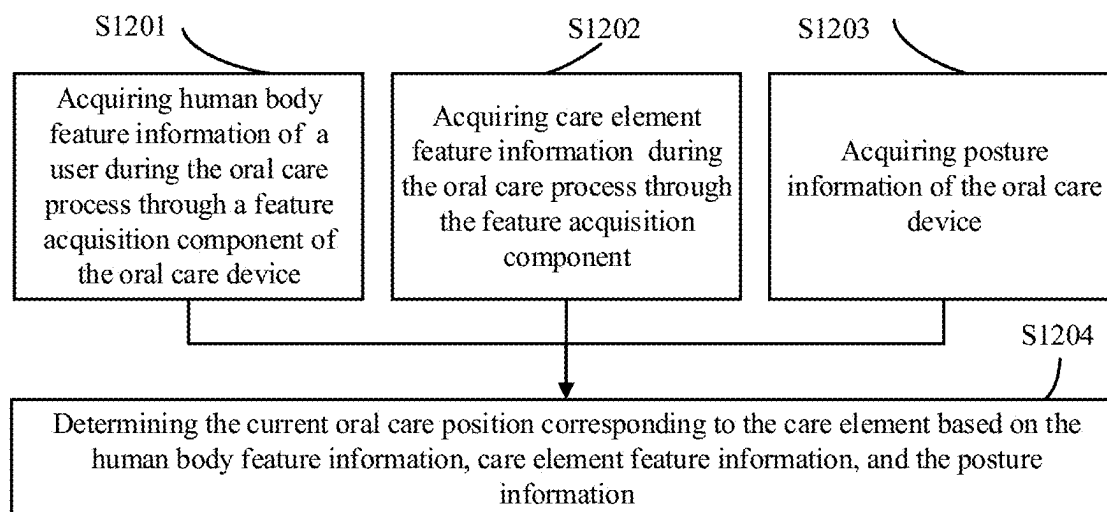 S1201
S1202
S1203
Acquiring human body
feature information of a
user during the oral care
process through a feature
acquisition component of
the oral care device
Acquiring care element
feature information during
the oral care process through
the feature acquisition
component
Acquiring posture
information of the oral care
device
S1204
Determining the current oral care position corresponding to the care element based on the
human body feature information, care element feature information, and the posture
information